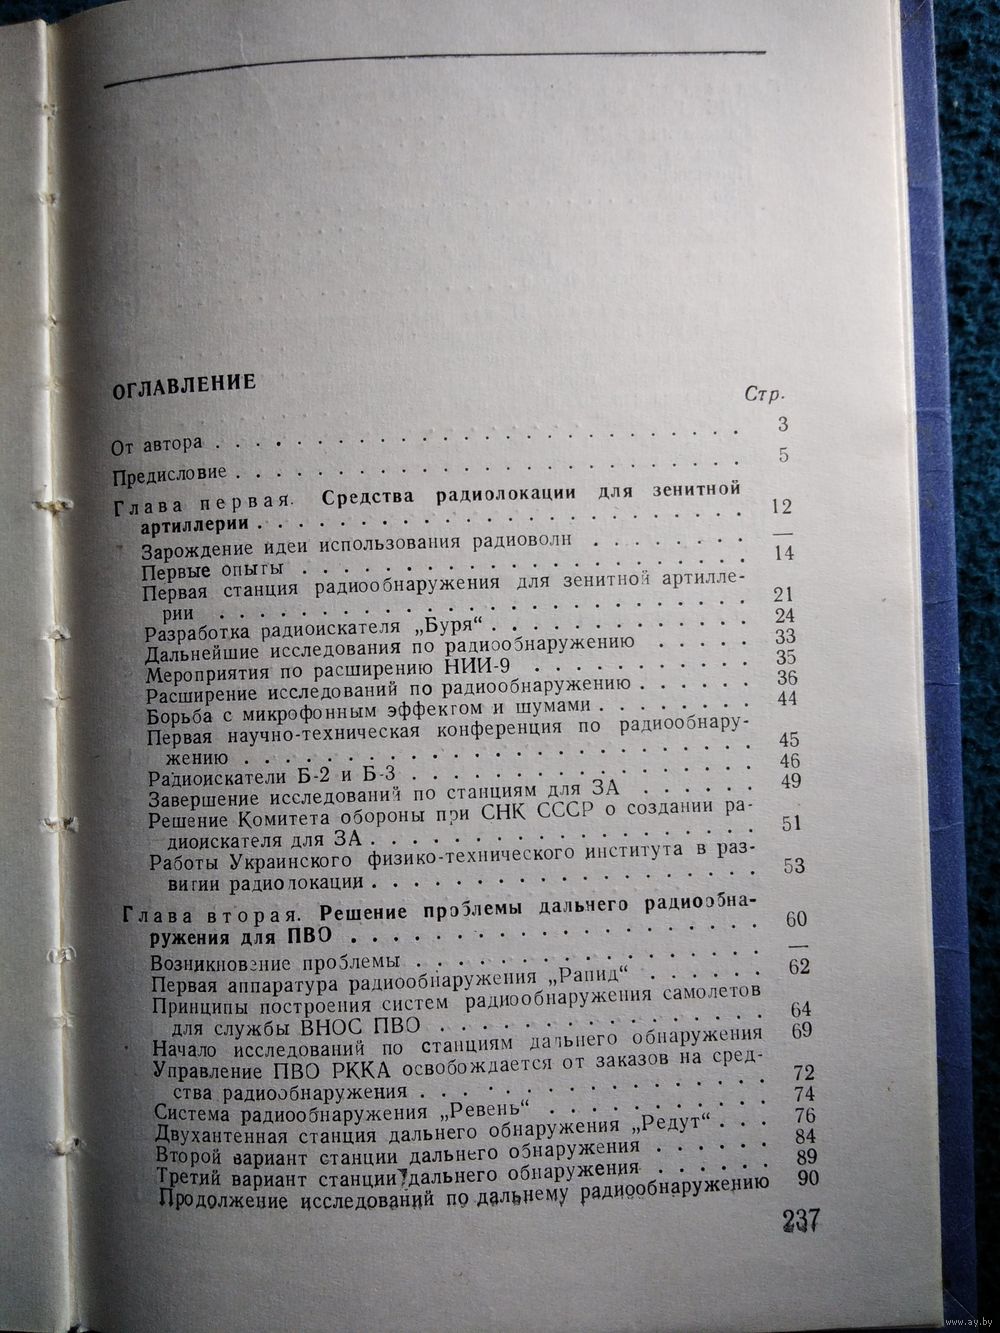 ОГЛАВЛЕНИЕ
Стр.
От автора . . . . . . . . . . . . . . . . . . . . . . . . 3
Предисловие . . . . . . . . . . . . . . . . . . . . . . . 5
Глава первая. Средства радиолокации для зенитной
артиллерии . . . . . . . . . . . . . . . . . . . . . . 12
Зарождение идеи использования радиоволн . . . . . . . . —
Первые опыты . . . . . . . . . . . . . . . . . . . . 14
Первая станция радиообнаружения для зенитной артилле-
рии . . . . . . . . . . . . . . . . . . . . . . . . 21
Разработка радиоискателя „Буря“ . . . . . . . . . . . . . 24
Дальнейшие исследования по радиообнаружению . . . . . 33
Мероприятия по расширению НИИ-9 . . . . . . . . . . . 35
Расширение исследований по радиообнаружению . . . . . . 36
Борьба с микрофонным эффектом и шумами . . . . . . . . 44
Первая научно-техническая конференция по радиообнару-
жению . . . . . . . . . . . . . . . . . . . . . . . 45
Радиоискатели Б-2 и Б-3 . . . . . . . . . . . . . . . . 46
Завершение исследований по станциям для ЗА . . . . . . 49
Решение Комитета обороны при СНК СССР о создании ра-
диоискателя для ЗА . . . . . . . . . . . . . . . . . 51
Работы Украинского физико-технического института в раз-
витии радиолокации . . . . . . . . . . . . . . . . . 53
Глава вторая. Решение проблемы дальнего радиообна-
ружения для ПВО . . . . . . . . . . . . . . . . . . 60
Возникновение проблемы . . . . . . . . . . . . . . . . —
Первая аппаратура радиообнаружения „Рапид“ . . . . . . 62
Принципы построения систем радиообнаружения самолетов
для службы ВНОС ПВО . . . . . . . . . . . . . . . 64
Начало исследований по станциям дальнего обнаружения 69
Управление ПВО РККА освобождается от заказов на сред-
ства радиообнаружения . . . . . . . . . . . . . . . . 72
Система радиообнаружения „Ревень“ . . . . . . . . . . . 74
Двухантенная станция дальнего обнаружения „Редут“ . . . 76
Второй вариант станции дальнего обнаружения . . . . . . 84
Третий вариант станции дальнего обнаружения . . . . . . 89
Продолжение исследований по дальнему радиообнаружению 90
237
www.ay.by